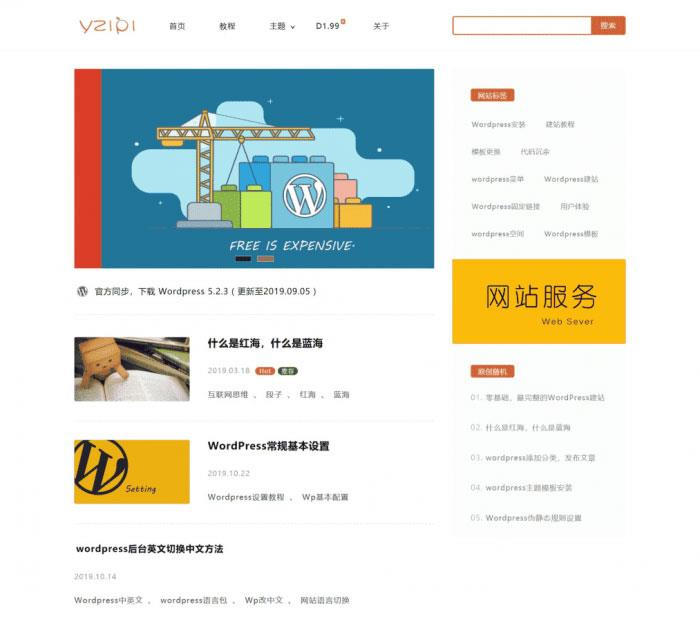 YZIPI
首页 教程 主题 D1.99 关于 搜索
FREE IS EXPENSIVE·
官方同步，下载 Wordpress 5.2.3 ( 更新至2019.09.05 )
什么是红海，什么是蓝海
2019.03.18 Hot 推荐
互联网思维 、 段子 、 红海 、 蓝海
Setting
WordPress常规基本设置
2019.10.22
Wordpress设置教程 、 Wp基本配置
wordpress后台英文切换中文方法
2019.10.14
Wordpress中英文 、 wordpress语言包 、 Wp改中文 、 网站语言切换
网站标签
Wordpress安装 建站教程
模板更换 代码冗余
wordpress菜单 Wordpress建站
Wordpress固定链接 用户体验
wordpress空间 Wordpress模板
网站服务
Web Sever
原创随机
01. 零基础，最完整的WordPress建站
02. 什么是红海，什么是蓝海
03. wordpress添加分类，发布文章
04. wordpress主题模板安装
05. Wordpress伪静态规则设置